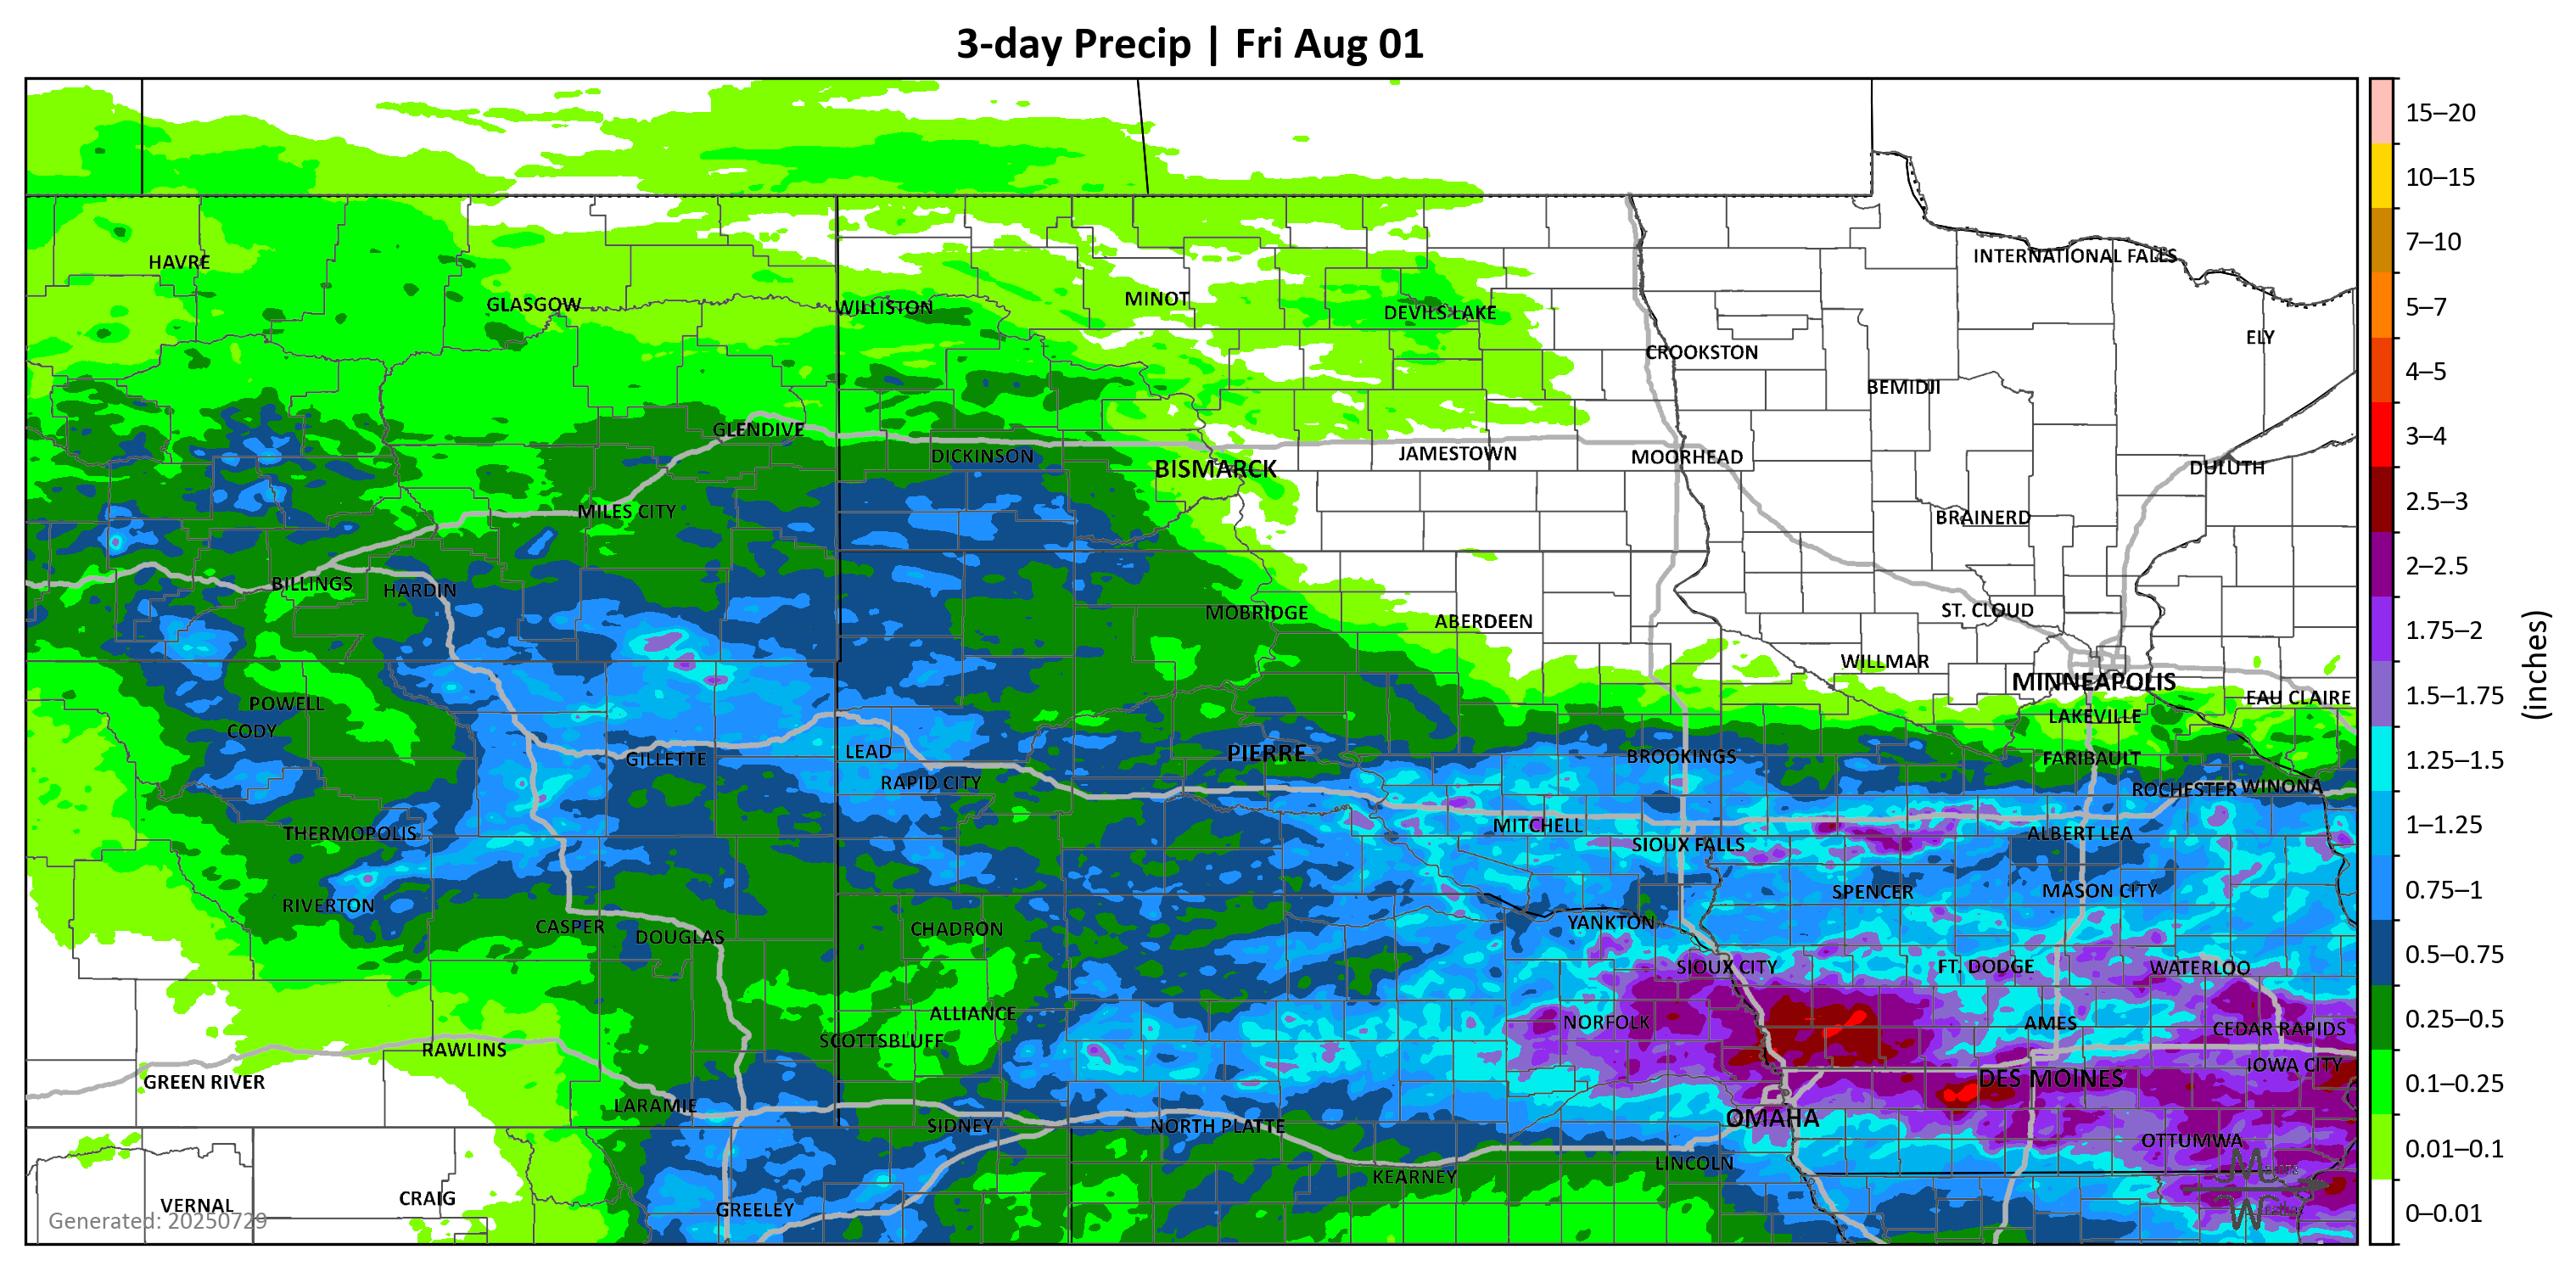 3-day Precip | Fri Aug 01
HAVRE
GLASGOW
WILLISTON
MINOT
DEVILS LAKE
INTERNATIONAL FALLS
ELY
CROOKSTON
BEMIDJI
GLENDIVE
DICKINSON
BISMARCK
JAMESTOWN
MOORHEAD
DULUTH
MILES CITY
BRAINERD
BILLINGS
HARDIN
MOBRIDGE
ABERDEEN
ST. CLOUD
WILLMAR
MINNEAPOLIS
EAU CLAIRE
POWELL
CODY
LAKEVILLE
GILLETTE
LEAD
PIERRE
BROOKINGS
FARIBAULT
RAPID CITY
ROCHESTER
WINONA
THERMOPOLIS
MITCHELL
SIOUX FALLS
ALBERT LEA
RIVERTON
SPENCER
MASON CITY
CASPER
DOUGLAS
CHADRON
YANKTON
SIOUX CITY
FT. DODGE
WATERLOO
ALLIANCE
NORFOLK
AMES
CEDAR RAPIDS
SCOTTSBLUFF
RAWLINS
IOWA CITY
GREEN RIVER
DES MOINES
LARAMIE
SIDNEY
NORTH PLATTE
OMAHA
OTTUMWA
LINCOLN
KEARNEY
VERNAL
CRAIG
GREELEY
Generated: 20250729
15–20
10–15
7–10
5–7
4–5
3–4
2.5–3
2–2.5
1.75–2
1.5–1.75
1.25–1.5
1–1.25
0.75–1
0.5–0.75
0.25–0.5
0.1–0.25
0.01–0.1
0–0.01
(inches)